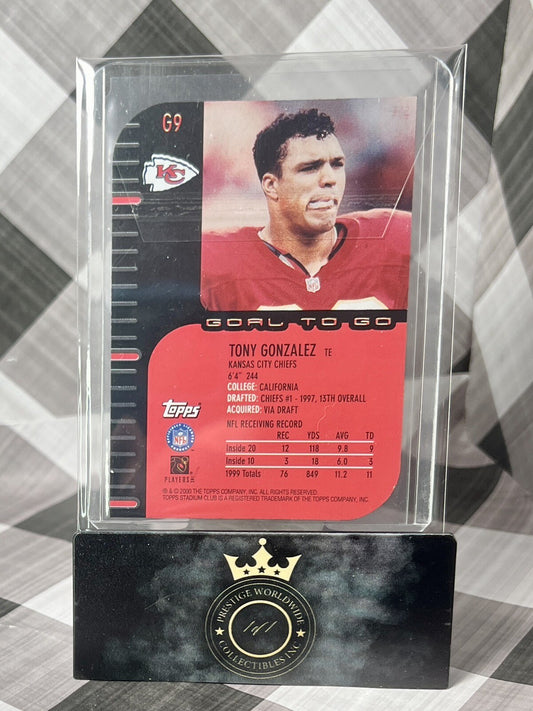 G9
KC
NFL
GOAL TO GO
TONY GONZALEZ TE
KANSAS CITY CHIEFS
6'4" 244
COLLEGE: CALIFORNIA
DRAFTED: CHIEFS #1 - 1997, 13TH OVERALL
ACQUIRED: VIA DRAFT
NFL RECEIVING RECORD
REC YDS AVG TD
Inside 20 12 118 9.8 9
Inside 10 3 18 6.0 3
1999 Totals 76 849 11.2 11
Topps
NFL
PLAYERS
® & © 2000 THE TOPPS COMPANY, INC. ALL RIGHTS RESERVED.
TOPPS STADIUM CLUB IS A REGISTERED TRADEMARK OF THE TOPPS COMPANY, INC.
PRESTIGE WORLDWIDE
1 of 1
COLLECTIBLES INC